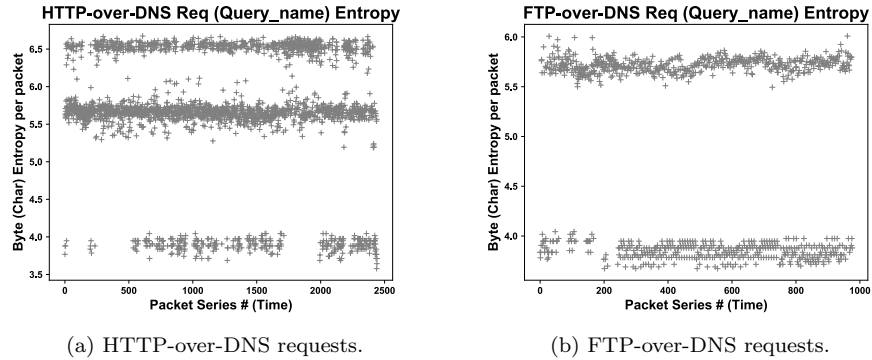 HTTP-over-DNS Req (Query_name) Entropy
6.5
6.0
5.5
5.0
4.5
4.0
3.5
Byte (Char) Entropy per packet
0 500 1000 1500 2000 2500
Packet Series # (Time)
(a) HTTP-over-DNS requests.
FTP-over-DNS Req (Query_name) Entropy
6.0
5.5
5.0
4.5
4.0
Byte (Char) Entropy per packet
0 200 400 600 800 1000
Packet Series # (Time)
(b) FTP-over-DNS requests.